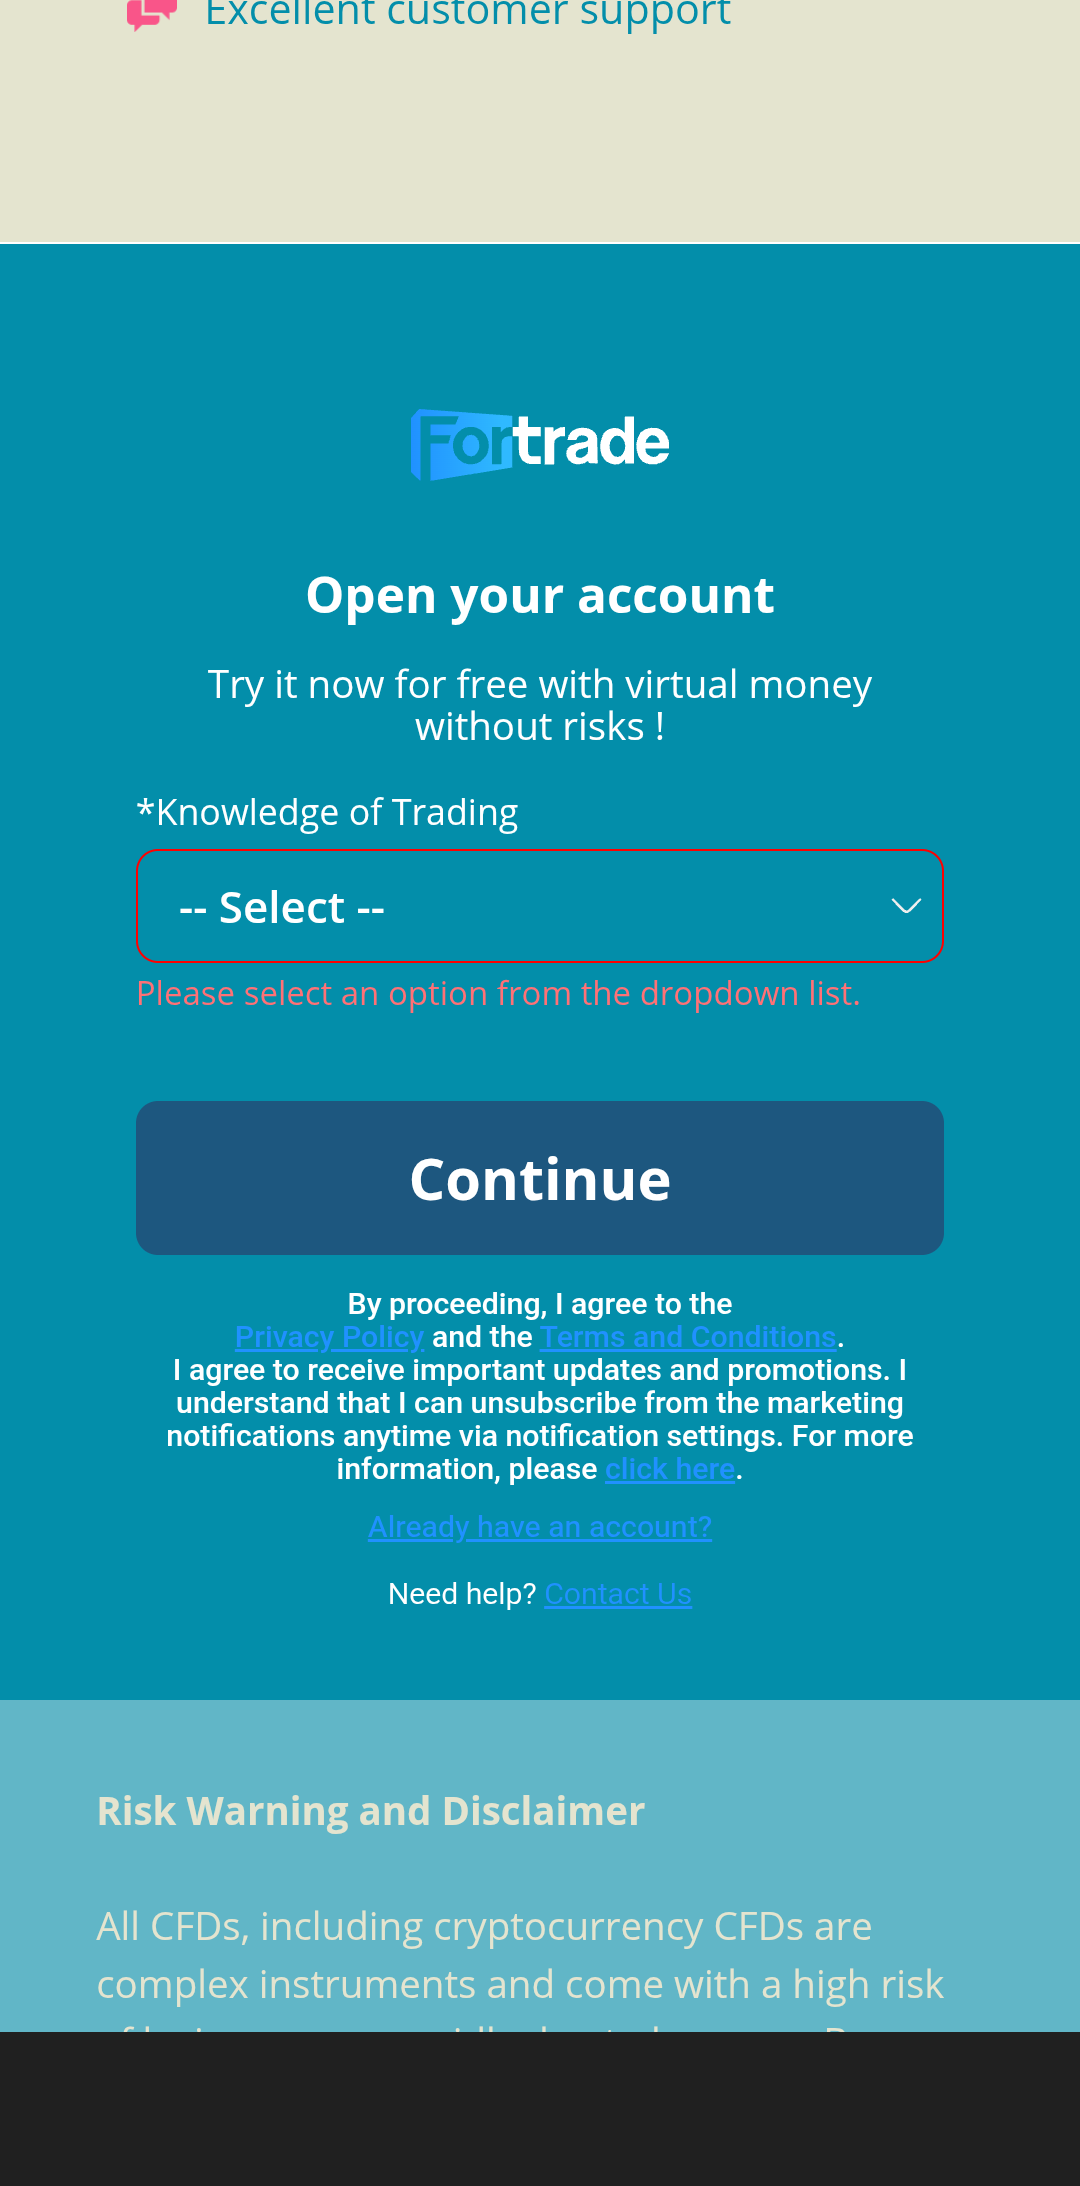 Excellent customer support
Fortrade
Open your account
Try it now for free with virtual money
without risks !
*Knowledge of Trading
-- Select --
Please select an option from the dropdown list.
Continue
By proceeding, I agree to the
Privacy Policy and the Terms and Conditions.
I agree to receive important updates and promotions. I
understand that I can unsubscribe from the marketing
notifications anytime via notification settings. For more
information, please click here.
Already have an account?
Need help? Contact Us
Risk Warning and Disclaimer
All CFDs, including cryptocurrency CFDs are
complex instruments and come with a high risk